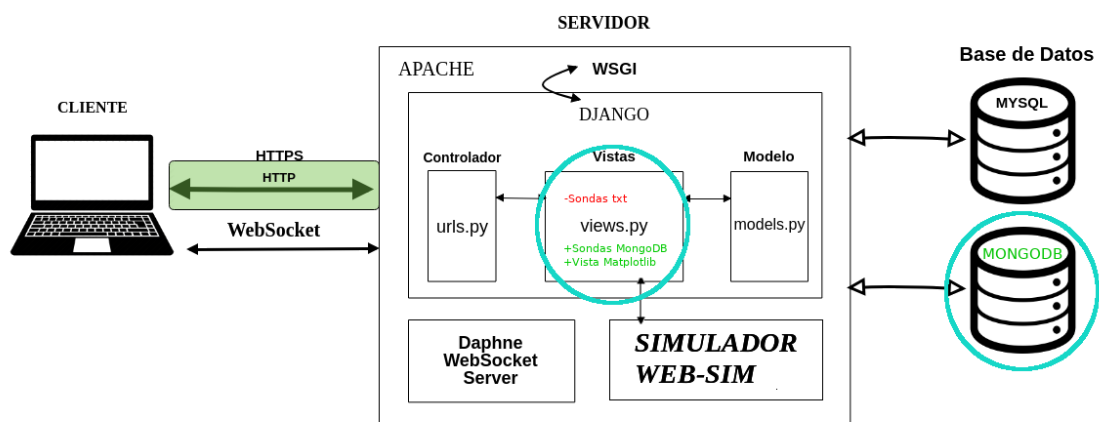 SERVIDOR
APACHE
WSGI
Base de Datos
MYSQL
CLIENTE
DJANGO
HTTPS
HTTP
Controlador
Vistas
Modelo
-Sondas txt
urls.py
views.py
models.py
WebSocket
+Sondas MongoDB
+Vista Matplotlib
MONGODB
Daphne
WebSocket
Server
SIMULADOR
WEB-SIM